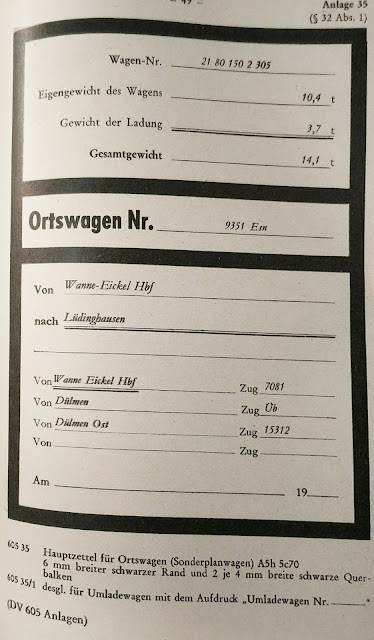 — 49 —
Anlage 35
(§ 32 Abs. 1)
Wagen-Nr. 21 80 150 2 305
Eigengewicht des Wagens 10,4 t
Gewicht der Ladung 3,7 t
Gesamtgewicht 14,1 t
Ortswagen Nr. 9351 Esn
Von Wanne-Eickel Hbf
nach Lüdinghausen
Von Wanne Eickel Hbf Zug 7081
Von Dülmen Zug Üb
Von Dülmen Ost Zug 15312
Von Zug
Am 19
605 35 Hauptzettel für Ortswagen (Sonderplanwagen) A5h 5c70
6 mm breiter schwarzer Rand und 2 je 4 mm breite schwarze Quer-
balken
605 35/1 desgl. für Umladewagen mit dem Aufdruck „Umladewagen Nr. ______“
(DV 605 Anlagen)